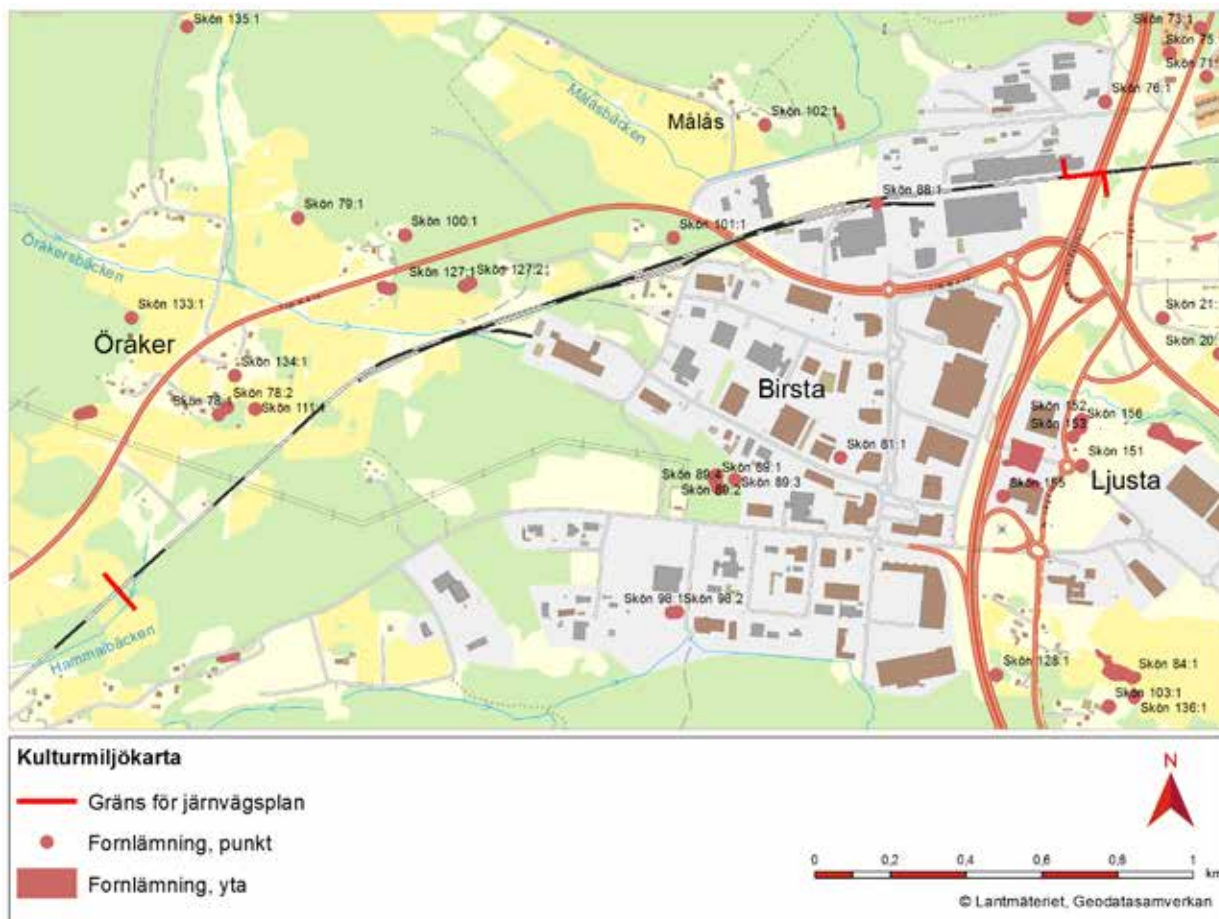 Skön 135:1
Skön 73:1
Skön 75:
Skön 71:
Skön 76:1
Målåsbäcken
Målås
Skön 102:1
Skön 88:1
Skön 79:1
Skön 100:1
Skön 101:1
Öråkersbäcken
Skön 127:1
Skön 127:2
Skön 133:1
Skön 21:
Öråker
Skön 20:
Skön 134:1
Birsta
Skön 78:2
Skön 111:1
Skön 152
Skön 156
Skön 153
Skön 81:1
Skön 151
Skön 89:4
Skön 89:1
Skön 89:2
Skön 89:3
Ljusta
Skön 155
Skön 98:1
Skön 98:2
Hammalbäcken
Skön 128:1
Skön 84:1
Skön 103:1
Skön 136:1
Kulturmiljökarta
Gräns för järnvägsplan
Fornlämning, punkt
Fornlämning, yta
N
0 0,2 0,4 0,6 0,8 1
km
© Lantmäteriet, Geodatasamverkan